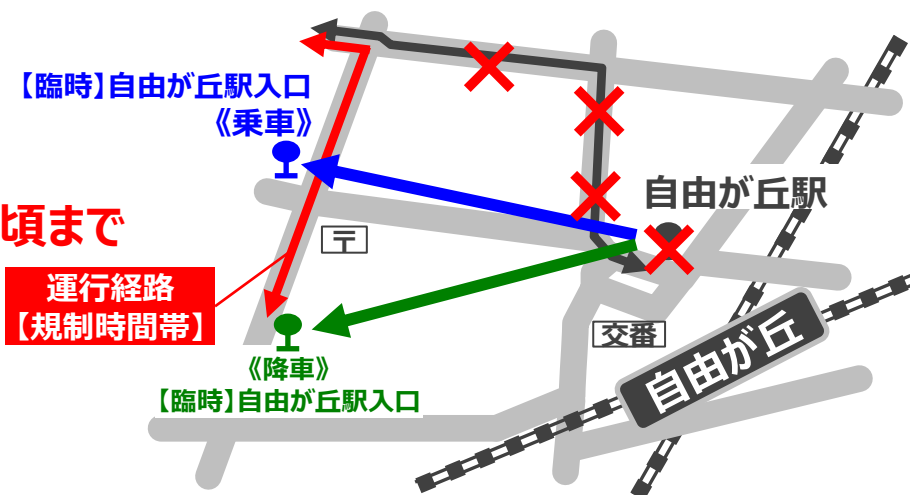 【臨時】自由が丘駅入口
《乗車》
自由が丘駅
頃まで
〒
運行経路
【規制時間帯】
交番
自由が丘
《降車》
【臨時】自由が丘駅入口